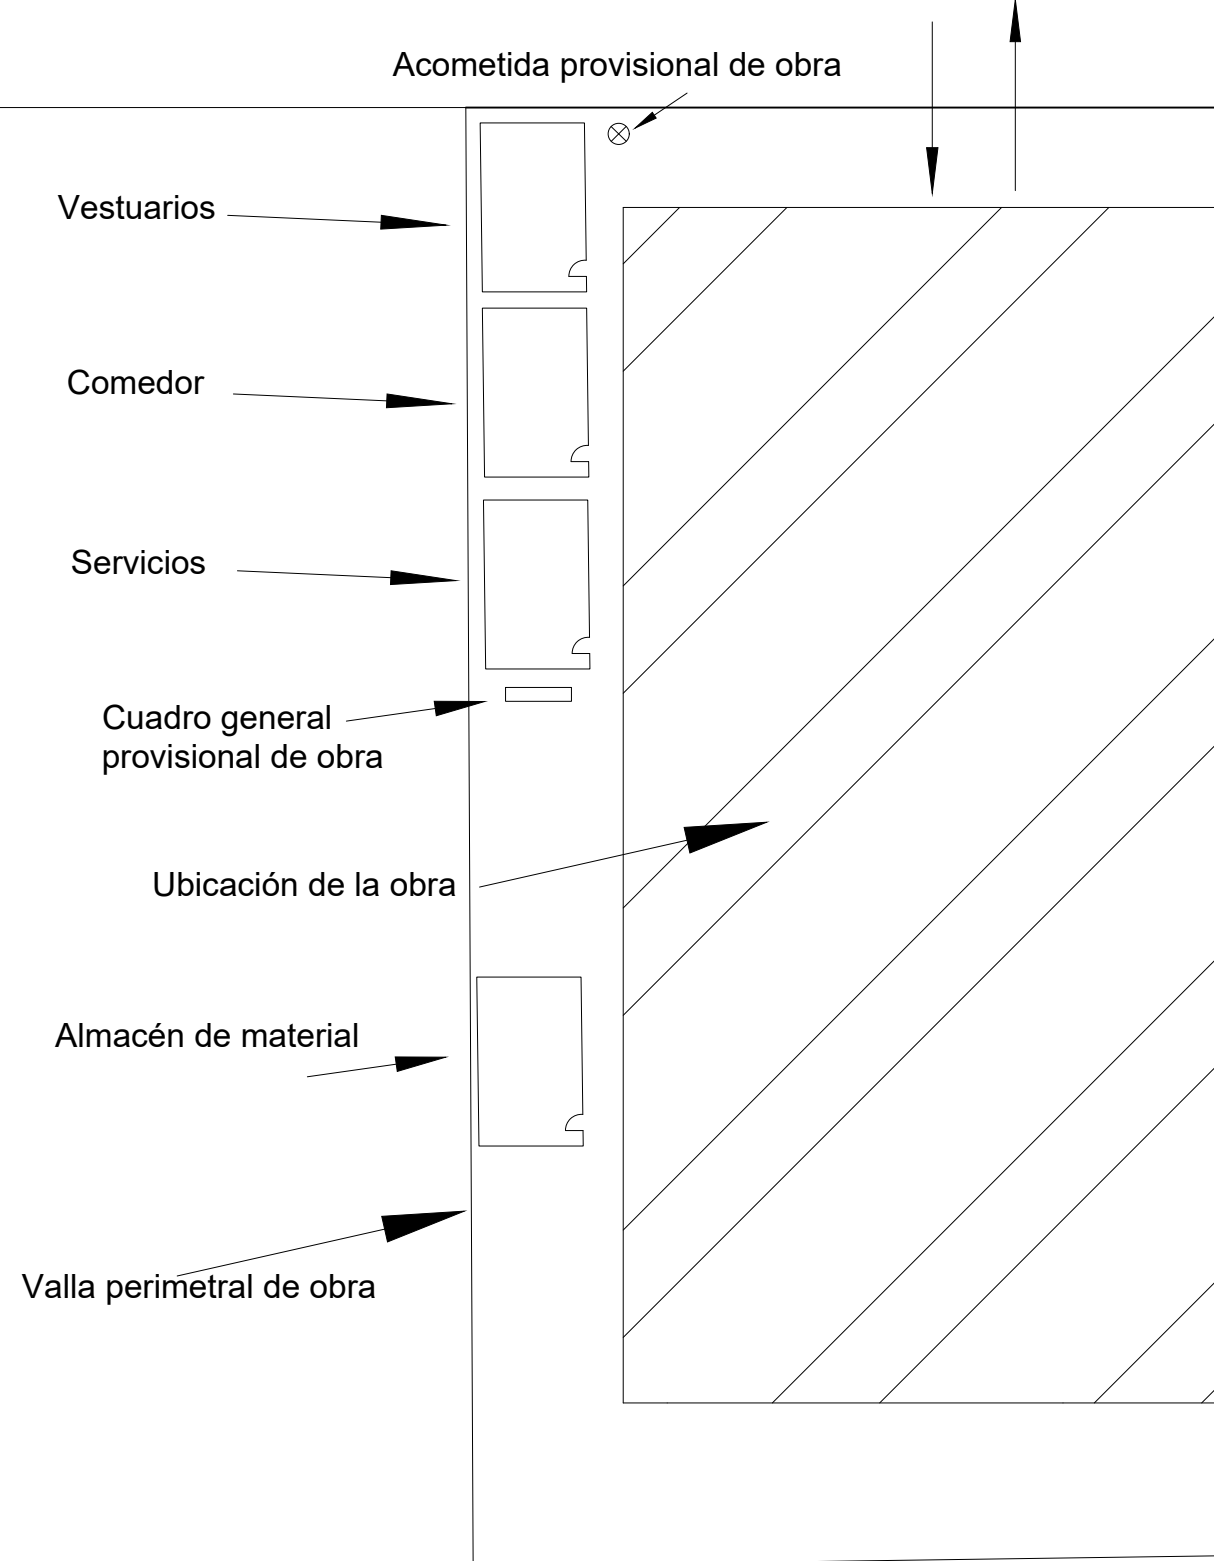 Acometida provisional de obra
Vestuarios
Comedor
Servicios
Cuadro general
provisional de obra
Ubicación de la obra
Almacén de material
Valla perimetral de obra